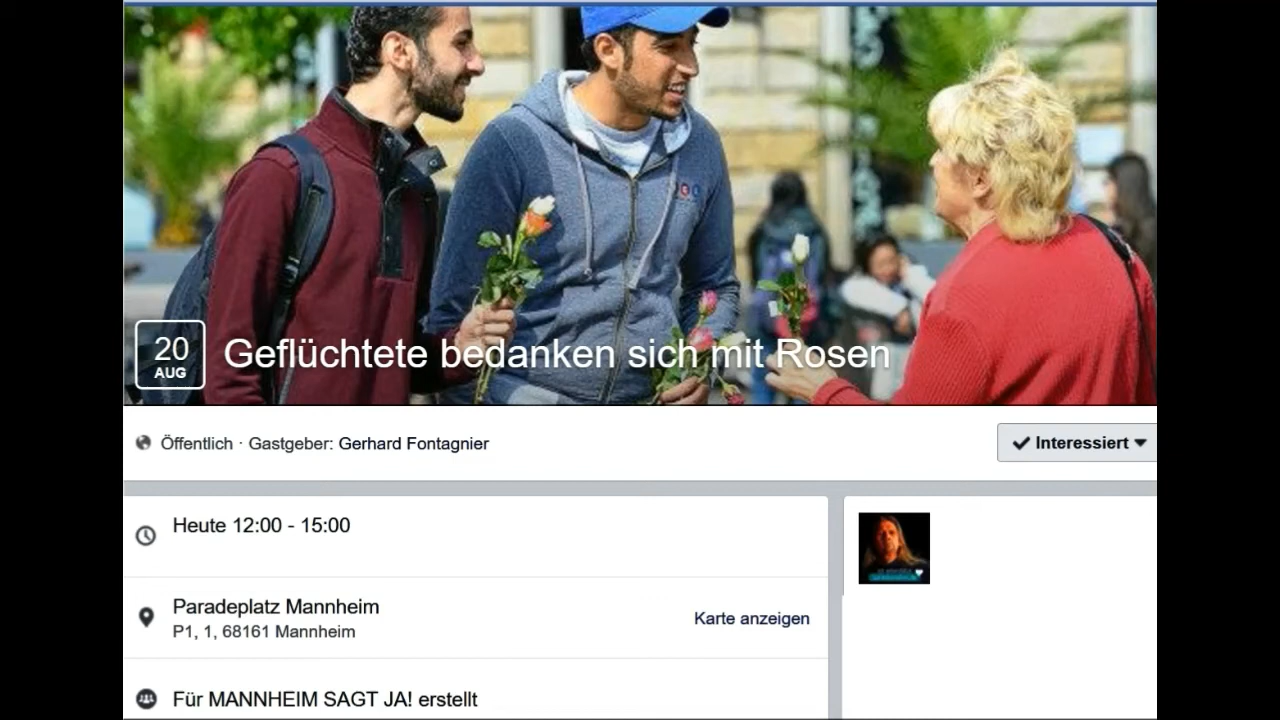 20
AUG
Geflüchtete bedanken sich mit Rosen
Öffentlich · Gastgeber: Gerhard Fontagnier
Interessiert
Heute 12:00 - 15:00
Paradeplatz Mannheim
P1, 1, 68161 Mannheim
Karte anzeigen
Für MANNHEIM SAGT JA! erstellt